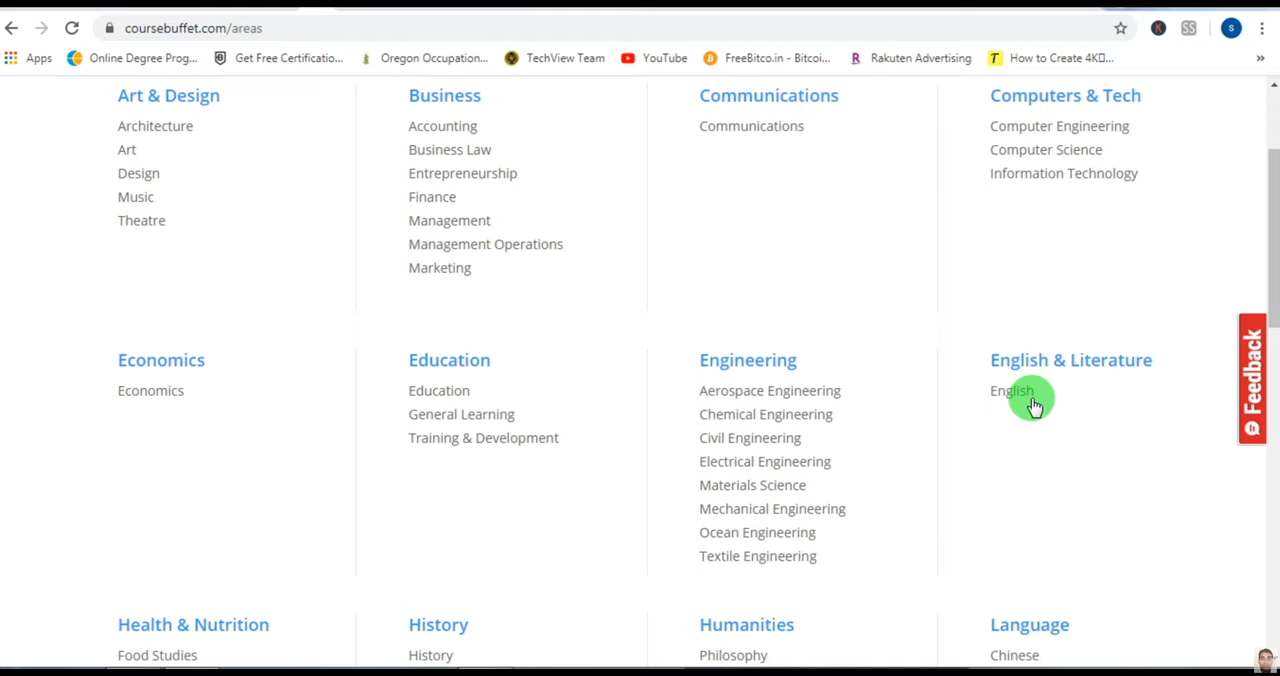 coursebuffet.com/areas
Apps Online Degree Prog... Get Free Certificatio... Oregon Occupation... TechView Team YouTube FreeBitco.in - Bitcoi... Rakuten Advertising How to Create 4K... »
Art & Design
Architecture
Art
Design
Music
Theatre
Business
Accounting
Business Law
Entrepreneurship
Finance
Management
Management Operations
Marketing
Communications
Communications
Computers & Tech
Computer Engineering
Computer Science
Information Technology
Economics
Economics
Education
Education
General Learning
Training & Development
Engineering
Aerospace Engineering
Chemical Engineering
Civil Engineering
Electrical Engineering
Materials Science
Mechanical Engineering
Ocean Engineering
Textile Engineering
English & Literature
English
Feedback
Health & Nutrition
Food Studies
History
History
Humanities
Philosophy
Language
Chinese